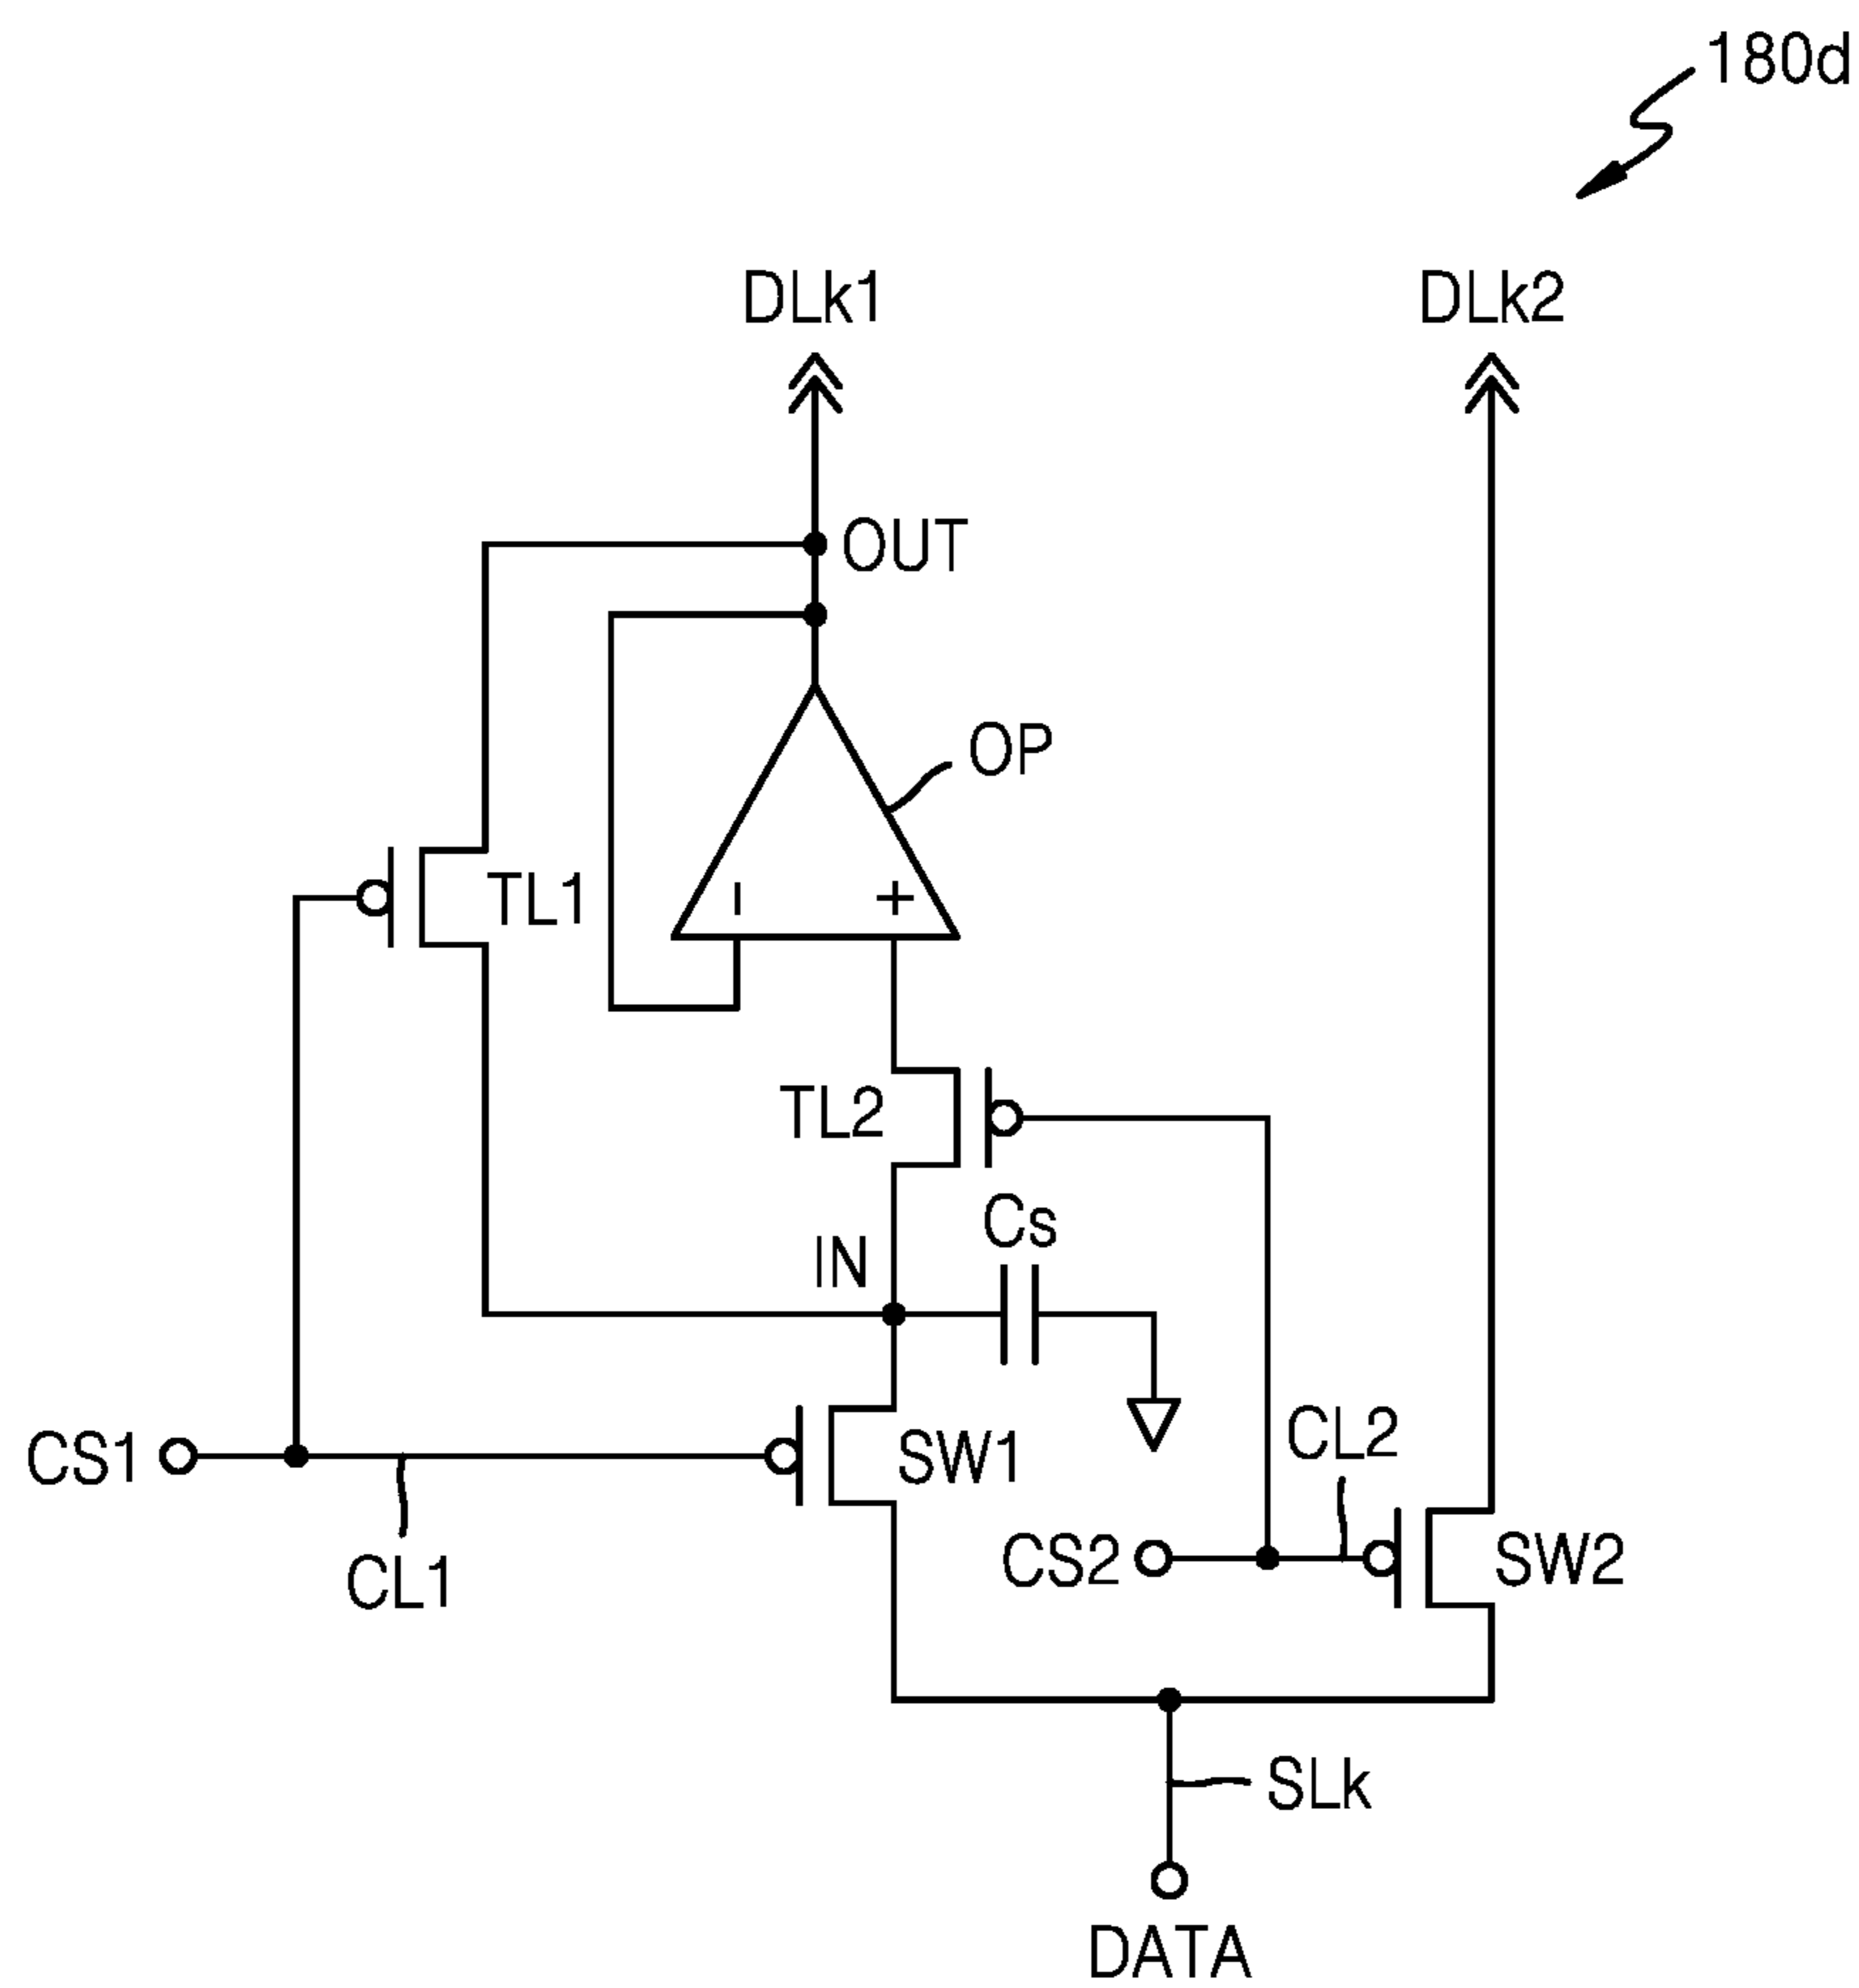 180d
DLk1
DLk2
OUT
OP
TL1
- +
TL2
Cs
IN
CS1
SW1
CL2
CL1
CS2
SW2
SLk
DATA